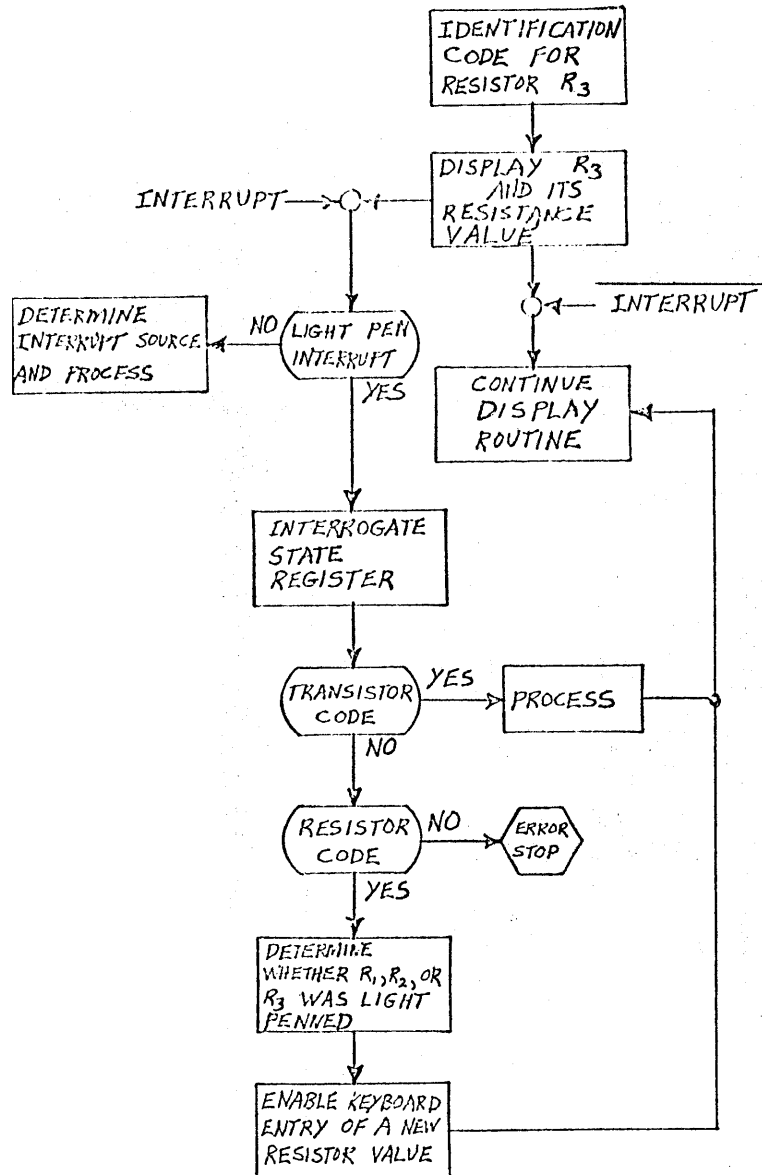 IDENTIFICATION
CODE FOR
RESISTOR R3
DISPLAY R3
AND ITS
RESISTANCE
VALUE
INTERRUPT
INTERRUPT
DETERMINE
INTERRUPT SOURCE
AND PROCESS
NO
LIGHT PEN
INTERRUPT
YES
CONTINUE
DISPLAY
ROUTINE
INTERROGATE
STATE
REGISTER
TRANSISTOR
CODE
YES
PROCESS
NO
RESISTOR
CODE
NO
ERROR
STOP
YES
DETERMINE
WHETHER R1, R2, OR
R3 WAS LIGHT
PENNED
ENABLE KEYBOARD
ENTRY OF A NEW
RESISTOR VALUE